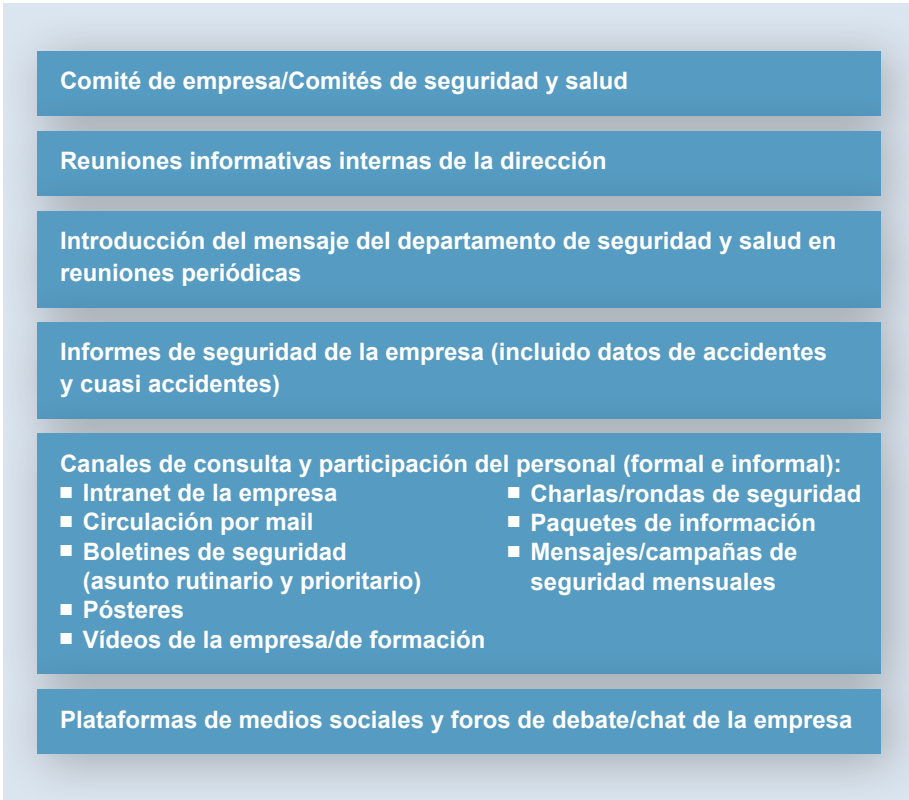 Comité de empresa/Comités de seguridad y salud
Reuniones informativas internas de la dirección
Introducción del mensaje del departamento de seguridad y salud en
reuniones periódicas
Informes de seguridad de la empresa (incluido datos de accidentes
y cuasi accidentes)
Canales de consulta y participación del personal (formal e informal):
■ Intranet de la empresa
■ Circulación por mail
■ Boletines de seguridad
(asunto rutinario y prioritario)
■ Pósteres
■ Vídeos de la empresa/de formación
■ Charlas/rondas de seguridad
■ Paquetes de información
■ Mensajes/campañas de
seguridad mensuales
Plataformas de medios sociales y foros de debate/chat de la empresa